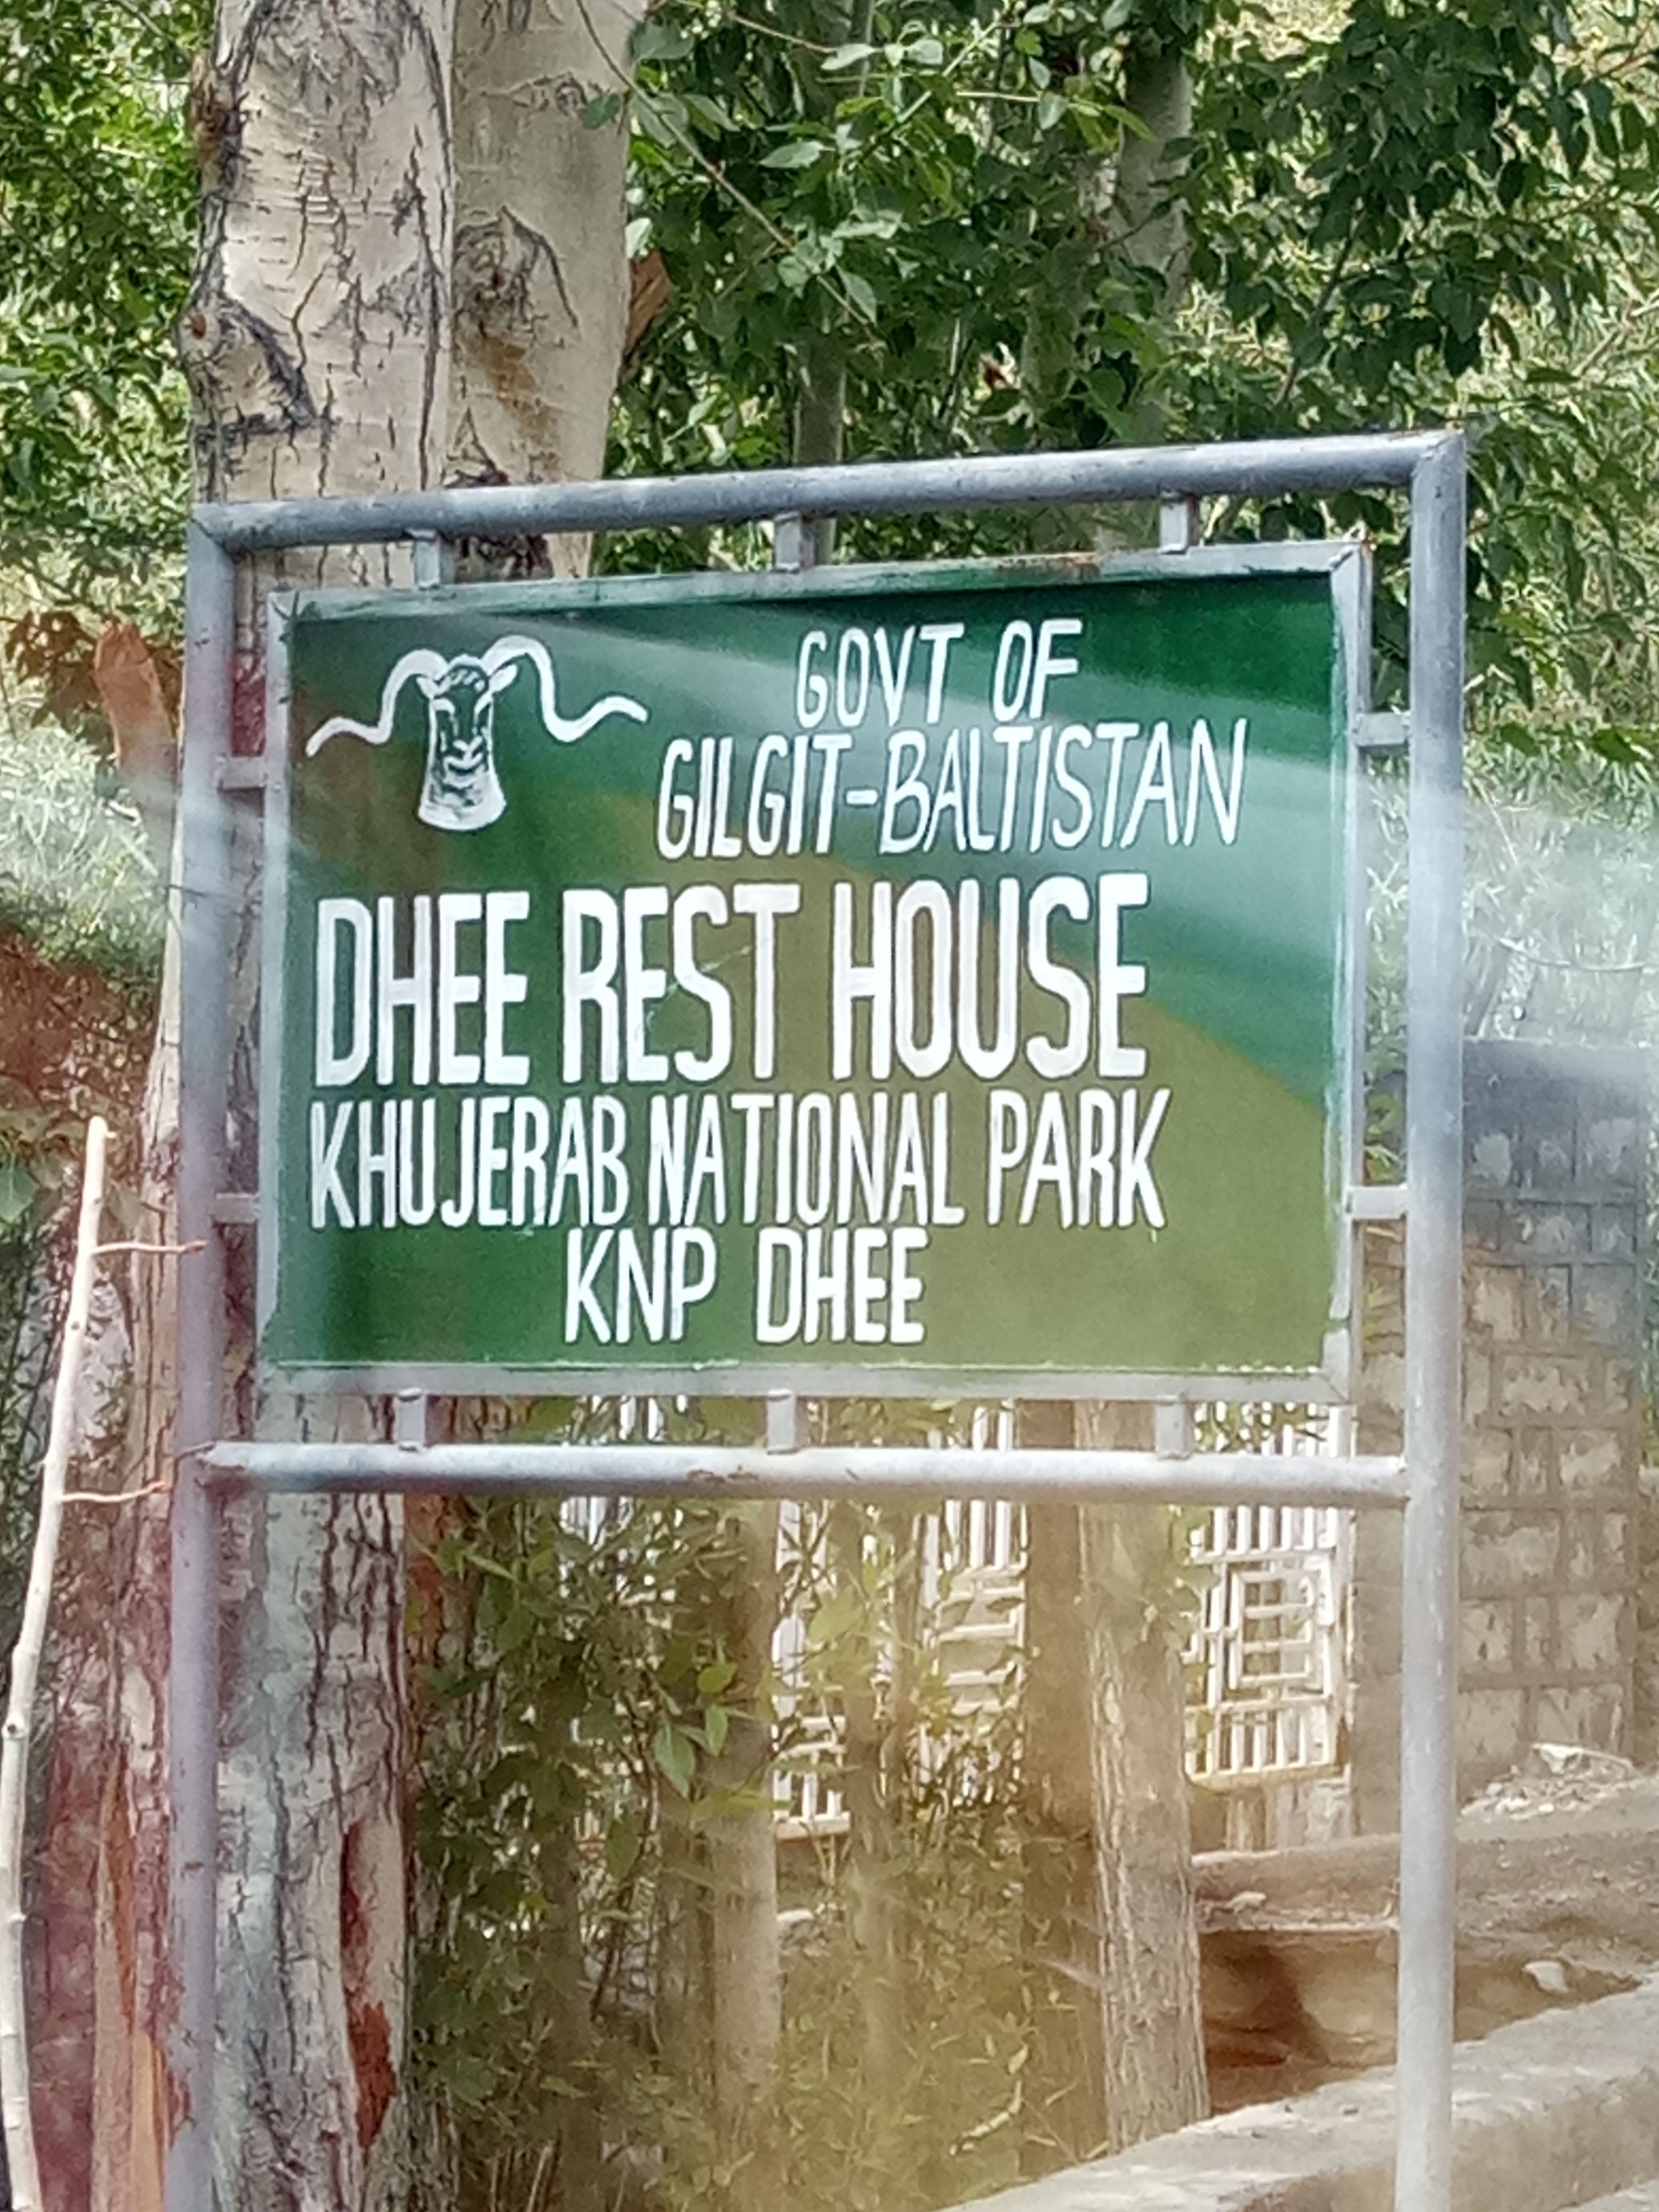 GOVT OF
GILGIT-BALTISTAN
DHEE REST HOUSE
KHUJERAB NATIONAL PARK
KNP DHEE